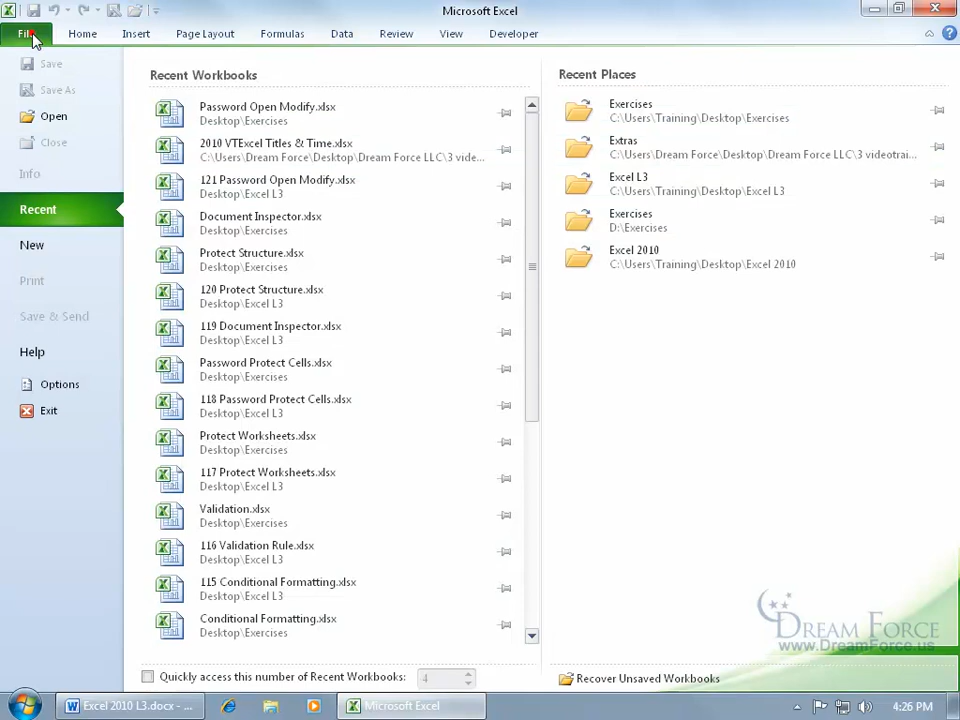 Microsoft Excel
File
Home
Insert
Page Layout
Formulas
Data
Review
View
Developer
Save
Save As
Open
Close
Info
Recent
New
Print
Save & Send
Help
Options
Exit
Recent Workbooks
Password Open Modify.xlsx
Desktop\Exercises
2010 VTExcel Titles & Time.xlsx
C:\Users\Dream Force\Desktop\Dream Force LLC\3 vide...
121 Password Open Modify.xlsx
Desktop\Excel L3
Document Inspector.xlsx
Desktop\Exercises
Protect Structure.xlsx
Desktop\Exercises
120 Protect Structure.xlsx
Desktop\Excel L3
119 Document Inspector.xlsx
Desktop\Excel L3
Password Protect Cells.xlsx
Desktop\Exercises
118 Password Protect Cells.xlsx
Desktop\Excel L3
Protect Worksheets.xlsx
Desktop\Exercises
117 Protect Worksheets.xlsx
Desktop\Excel L3
Validation.xlsx
Desktop\Exercises
116 Validation Rule.xlsx
Desktop\Excel L3
115 Conditional Formatting.xlsx
Desktop\Excel L3
Conditional Formatting.xlsx
Desktop\Exercises
Quickly access this number of Recent Workbooks: 4
Recent Places
Exercises
C:\Users\Training\Desktop\Exercises
Extras
C:\Users\Dream Force\Desktop\Dream Force LLC\3 videotrai...
Excel L3
C:\Users\Training\Desktop\Excel L3
Exercises
D:\Exercises
Excel 2010
C:\Users\Training\Desktop\Excel 2010
Recover Unsaved Workbooks
DREAM FORCE
www.DreamForce.us
Excel 2010 L3.docx - ...
Microsoft Excel
4:26 PM